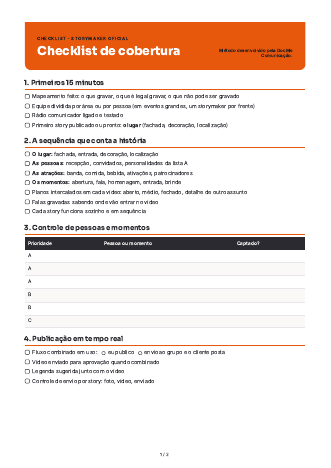 CHECKLIST · STORYMAKER OFICIAL
Checklist de cobertura
Método desenvolvido pela DocMe
Comunicação.
1. Primeiros 15 minutos
Mapeamento feito: o que gravar, o que é legal gravar, o que não pode ser gravado
Equipe dividida por área ou por pessoa (em eventos grandes, um storymaker por frente)
Rádio comunicador ligado e testado
Primeiro story publicado ou pronto: o lugar (fachada, decoração, localização)
2. A sequência que conta a história
O lugar: fachada, entrada, decoração, localização
As pessoas: recepção, convidados, personalidades da lista A
As atrações: banda, comida, bebida, ativações, patrocinadores
Os momentos: abertura, fala, homenagem, entrada, brinde
Planos intercalados em cada vídeo: aberto, médio, fechado, detalhe de outro assunto
Falas gravadas sabendo onde vão entrar no vídeo
Cada story funciona sozinho e em sequência
3. Controle de pessoas e momentos
Prioridade Pessoa ou momento Captado?
A
A
A
B
B
C
4. Publicação em tempo real
Fluxo combinado em uso: eu publico envio ao grupo e o cliente posta
Vídeo enviado para aprovação quando combinado
Legenda sugerida junto com o vídeo
Controle de envio por story: foto, vídeo, enviado